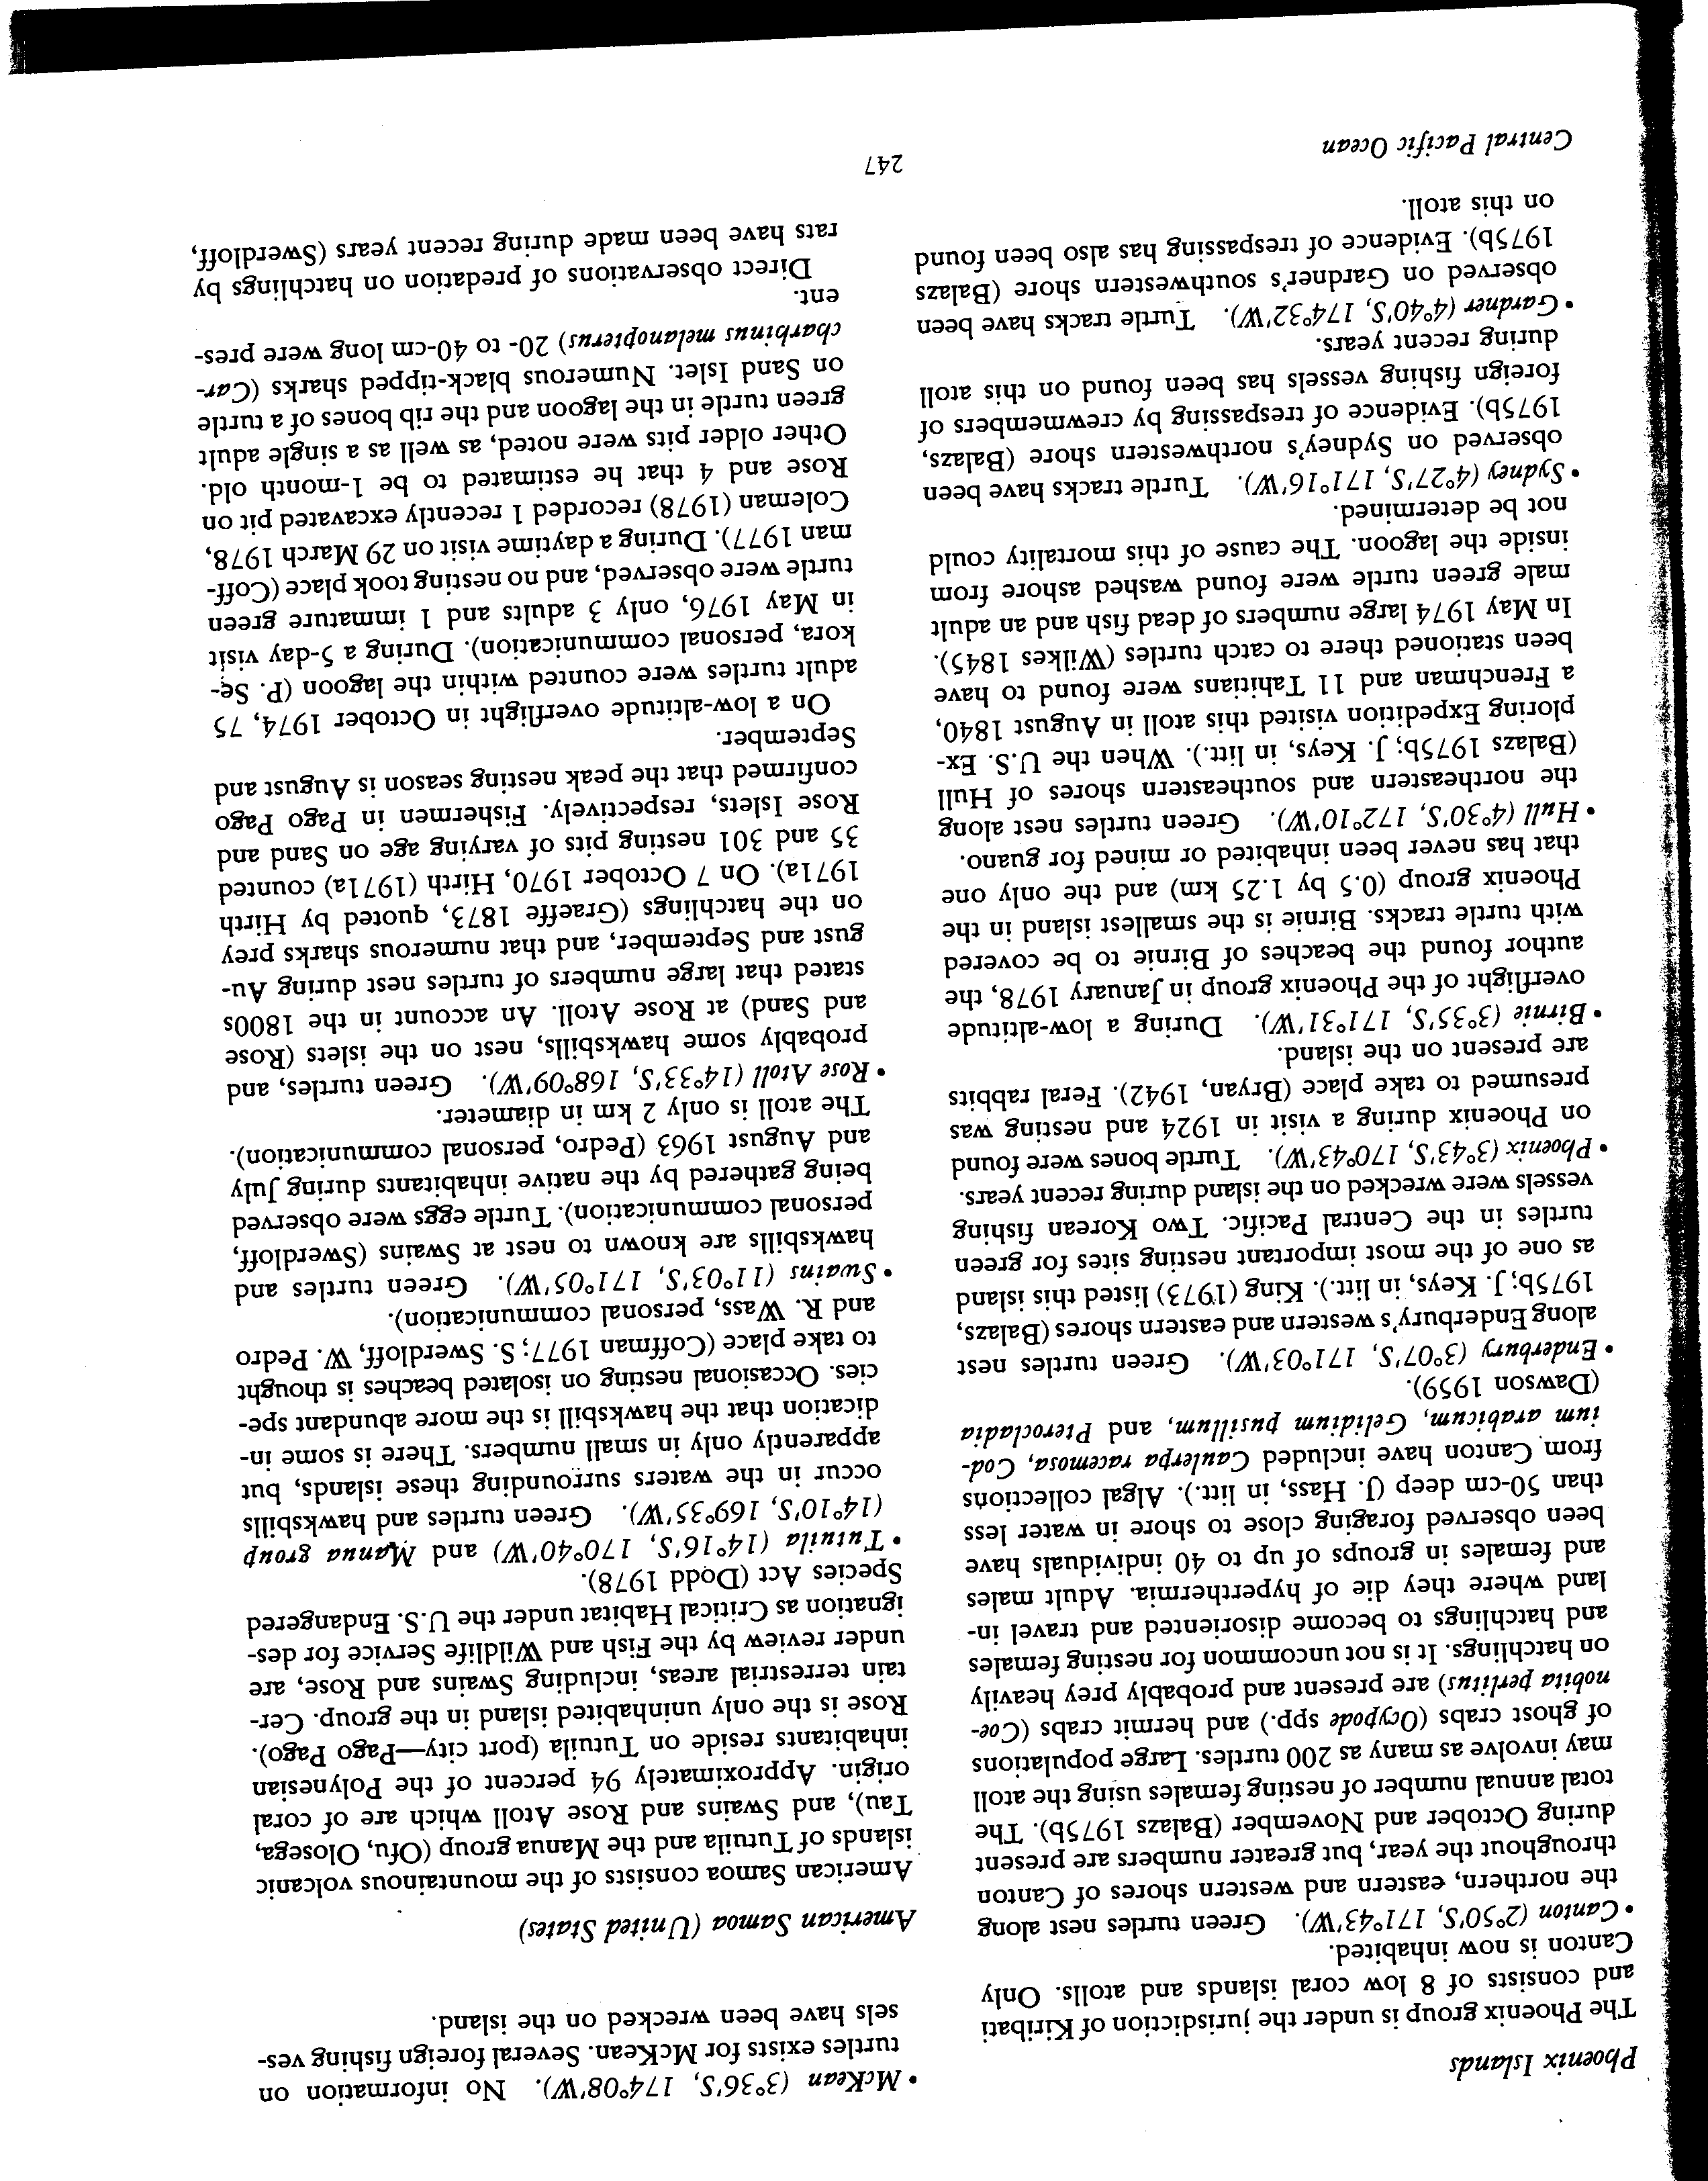 Phoenix Islands
The Phoenix group is under the jurisdiction of Kiribati
and consists of 8 low coral islands and atolls. Only
Canton is now inhabited.
• Canton (2°50'S, 171°43'W). Green turtles nest along
the northern, eastern and western shores of Canton
throughout the year, but greater numbers are present
during October and November (Balazs 1975b). The
total annual number of nesting females using the atoll
may involve as many as 200 turtles. Large populations
of ghost crabs (Ocypode spp.) and hermit crabs (Coe-
nobita perlitus) are present and probably prey heavily
on hatchlings. It is not uncommon for nesting females
and hatchlings to become disoriented and travel in-
land where they die of hyperthermia. Adult males
and females in groups of up to 40 individuals have
been observed foraging close to shore in water less
than 50-cm deep (J. Hass, in litt.). Algal collections
from Canton have included Caulerpa racemosa, Cod-
ium arabicum, Gelidium pusillum, and Pterocladia
(Dawson 1959).
• Enderbury (3°07'S, 171°03'W). Green turtles nest
along Enderbury's western and eastern shores (Balazs,
1975b; J. Keys, in litt.). King (1973) listed this island
as one of the most important nesting sites for green
turtles in the Central Pacific. Two Korean fishing
vessels were wrecked on the island during recent years.
• Phoenix (3°43'S, 170°43'W). Turtle bones were found
on Phoenix during a visit in 1924 and nesting was
presumed to take place (Bryan, 1942). Feral rabbits
are present on the island.
• Birnie (3°35'S, 171°31'W). During a low-altitude
overflight of the Phoenix group in January 1978, the
author found the beaches of Birnie to be covered
with turtle tracks. Birnie is the smallest island in the
Phoenix group (0.5 by 1.25 km) and the only one
that has never been inhabited or mined for guano.
• Hull (4°30'S, 172°10'W). Green turtles nest along
the northeastern and southeastern shores of Hull
(Balazs 1975b; J. Keys, in litt.). When the U.S. Ex-
ploring Expedition visited this atoll in August 1840,
a Frenchman and 11 Tahitians were found to have
been stationed there to catch turtles (Wilkes 1845).
In May 1974 large numbers of dead fish and an adult
male green turtle were found washed ashore from
inside the lagoon. The cause of this mortality could
not be determined.
• Sydney (4°27'S, 171°16'W). Turtle tracks have been
observed on Sydney's northwestern shore (Balazs,
1975b). Evidence of trespassing by crewmembers of
foreign fishing vessels has been found on this atoll
during recent years.
• Gardner (4°40'S, 174°32'W). Turtle tracks have been
observed on Gardner's southwestern shore (Balazs
1975b). Evidence of trespassing has also been found
on this atoll.
• McKean (3°36'S, 174°08'W). No information on
turtles exists for McKean. Several foreign fishing ves-
sels have been wrecked on the island.
American Samoa (United States)
American Samoa consists of the mountainous volcanic
islands of Tutuila and the Manua group (Ofu, Olosega,
Tau), and Swains and Rose Atoll which are of coral
origin. Approximately 94 percent of the Polynesian
inhabitants reside on Tutuila (port city—Pago Pago).
Rose is the only uninhabited island in the group. Cer-
tain terrestrial areas, including Swains and Rose, are
under review by the Fish and Wildlife Service for des-
ignation as Critical Habitat under the U.S. Endangered
Species Act (Dodd 1978).
• Tutuila (14°16'S, 170°40'W) and Manua group
(14°10'S, 169°35'W). Green turtles and hawksbills
occur in the waters surrounding these islands, but
apparently only in small numbers. There is some in-
dication that the hawksbill is the more abundant spe-
cies. Occasional nesting on isolated beaches is thought
to take place (Coffman 1977; S. Swerdloff, W. Pedro
and R. Wass, personal communication).
• Swains (11°03'S, 171°05'W). Green turtles and
hawksbills are known to nest at Swains (Swerdloff,
personal communication). Turtle eggs were observed
being gathered by the native inhabitants during July
and August 1963 (Pedro, personal communication).
The atoll is only 2 km in diameter.
• Rose Atoll (14°33'S, 168°09'W). Green turtles, and
probably some hawksbills, nest on the islets (Rose
and Sand) at Rose Atoll. An account in the 1800s
stated that large numbers of turtles nest during Au-
gust and September, and that numerous sharks prey
on the hatchlings (Graeffe 1873, quoted by Hirth
1971a). On 7 October 1970, Hirth (1971a) counted
35 and 301 nesting pits of varying age on Sand and
Rose Islets, respectively. Fishermen in Pago Pago
confirmed that the peak nesting season is August and
September.
On a low-altitude overflight in October 1974, 75
adult turtles were counted within the lagoon (P. Se-
kora, personal communication). During a 5-day visit
in May 1976, only 3 adults and 1 immature green
turtle were observed, and no nesting took place (Coff-
man 1977). During a daytime visit on 29 March 1978,
Coleman (1978) recorded 1 recently excavated pit on
Rose and 4 that he estimated to be 1-month old.
Other older pits were noted, as well as a single adult
green turtle in the lagoon and the rib bones of a turtle
on Sand Islet. Numerous black-tipped sharks (Car-
charhinus melanopterus) 20- to 40-cm long were pres-
ent.
Direct observations of predation on hatchlings by
rats have been made during recent years (Swerdloff,
Central Pacific Ocean
247